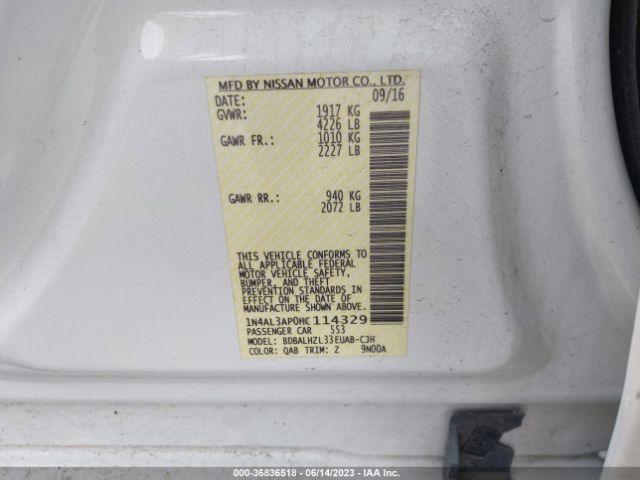 MFD BY NISSAN MOTOR CO., LTD.
DATE: 09/16
GVWR: 1917 KG
4226 LB
GAWR FR.: 1010 KG
2227 LB
GAWR RR.: 940 KG
2072 LB
THIS VEHICLE CONFORMS TO
ALL APPLICABLE FEDERAL
MOTOR VEHICLE SAFETY,
BUMPER, AND THEFT
PREVENTION STANDARDS IN
EFFECT ON THE DATE OF
MANUFACTURE SHOWN ABOVE.
1N4AL3AP0HC 114329
PASSENGER CAR 553
MODEL: BDBALHZL33EUAB-CJH
COLOR: QAB TRIM: Z 9N00A
000-36836518 - 06/14/2023 - IAA Inc.